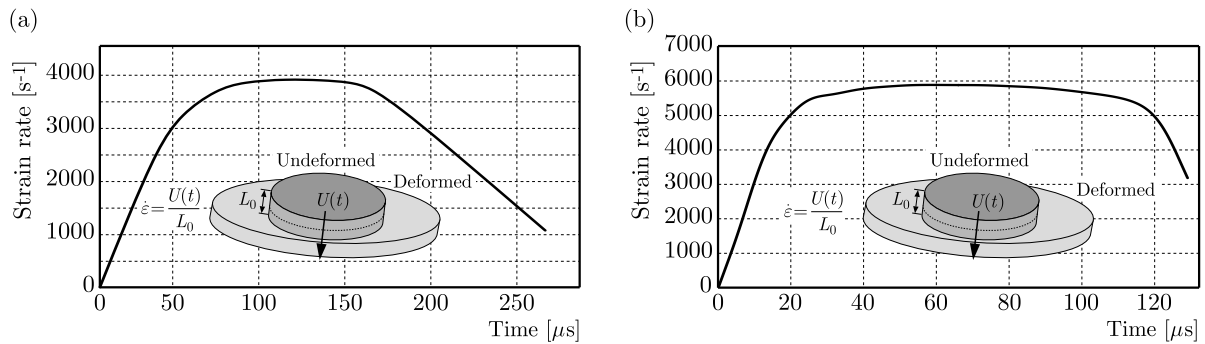 (a)
Strain rate [s⁻¹]
4000
3000
2000
1000
0
Undeformed
Deformed
ε̇=U(t)/L₀
L₀
U(t)
0 50 100 150 200 250
Time [μs]
(b)
Strain rate [s⁻¹]
7000
6000
5000
4000
3000
2000
1000
0
Undeformed
Deformed
ε̇=U(t)/L₀
L₀
U(t)
0 20 40 60 80 100 120
Time [μs]